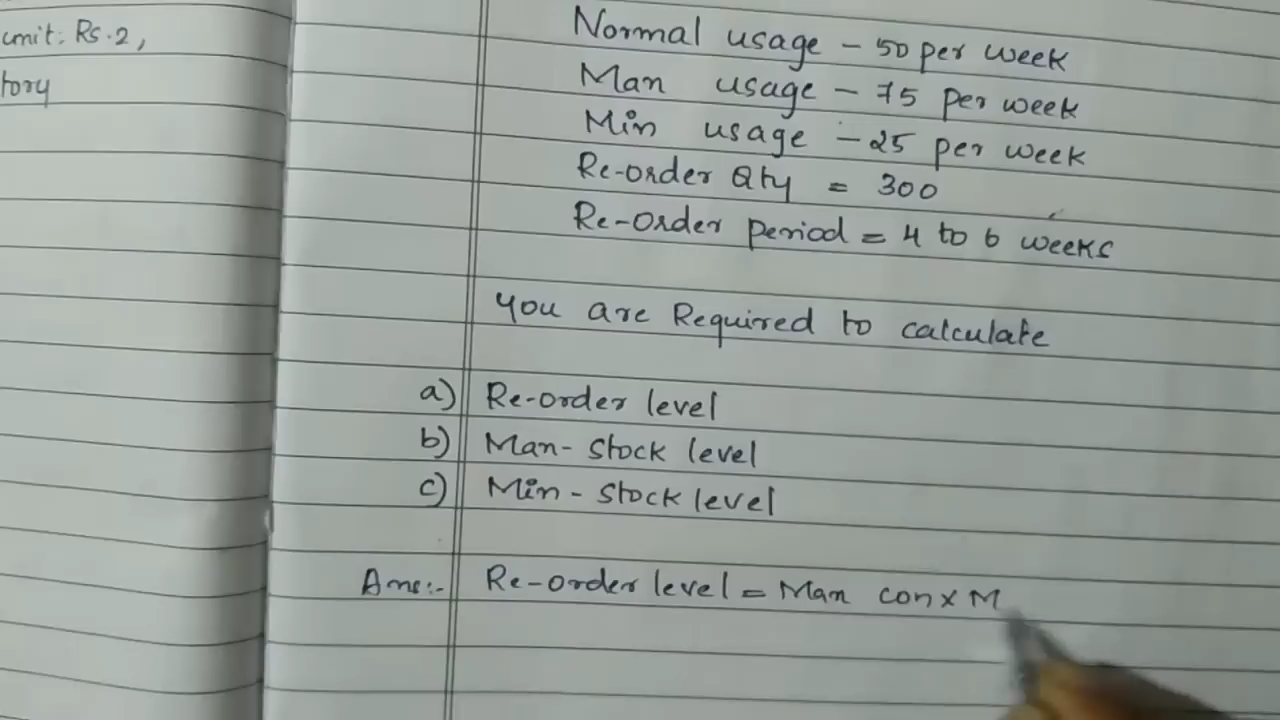 unit: Rs.2,
tory
Normal usage - 50 per week
Max usage - 75 per week
Min usage - 25 per week
Re-order Qty = 300
Re-order period = 4 to 6 weeks
you are Required to calculate
a) Re-order level
b) Max-stock level
c) Min-stock level
Ans:- Re-order level = Max con x M